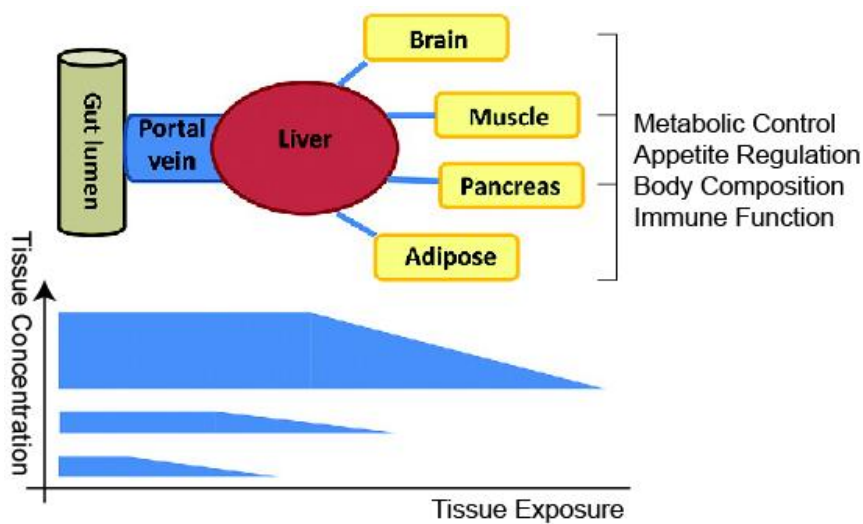 Brain
Gut lumen
Portal
vein
Liver
Muscle
Pancreas
Adipose
Metabolic Control
Appetite Regulation
Body Composition
Immune Function
Tissue Concentration
Tissue Exposure